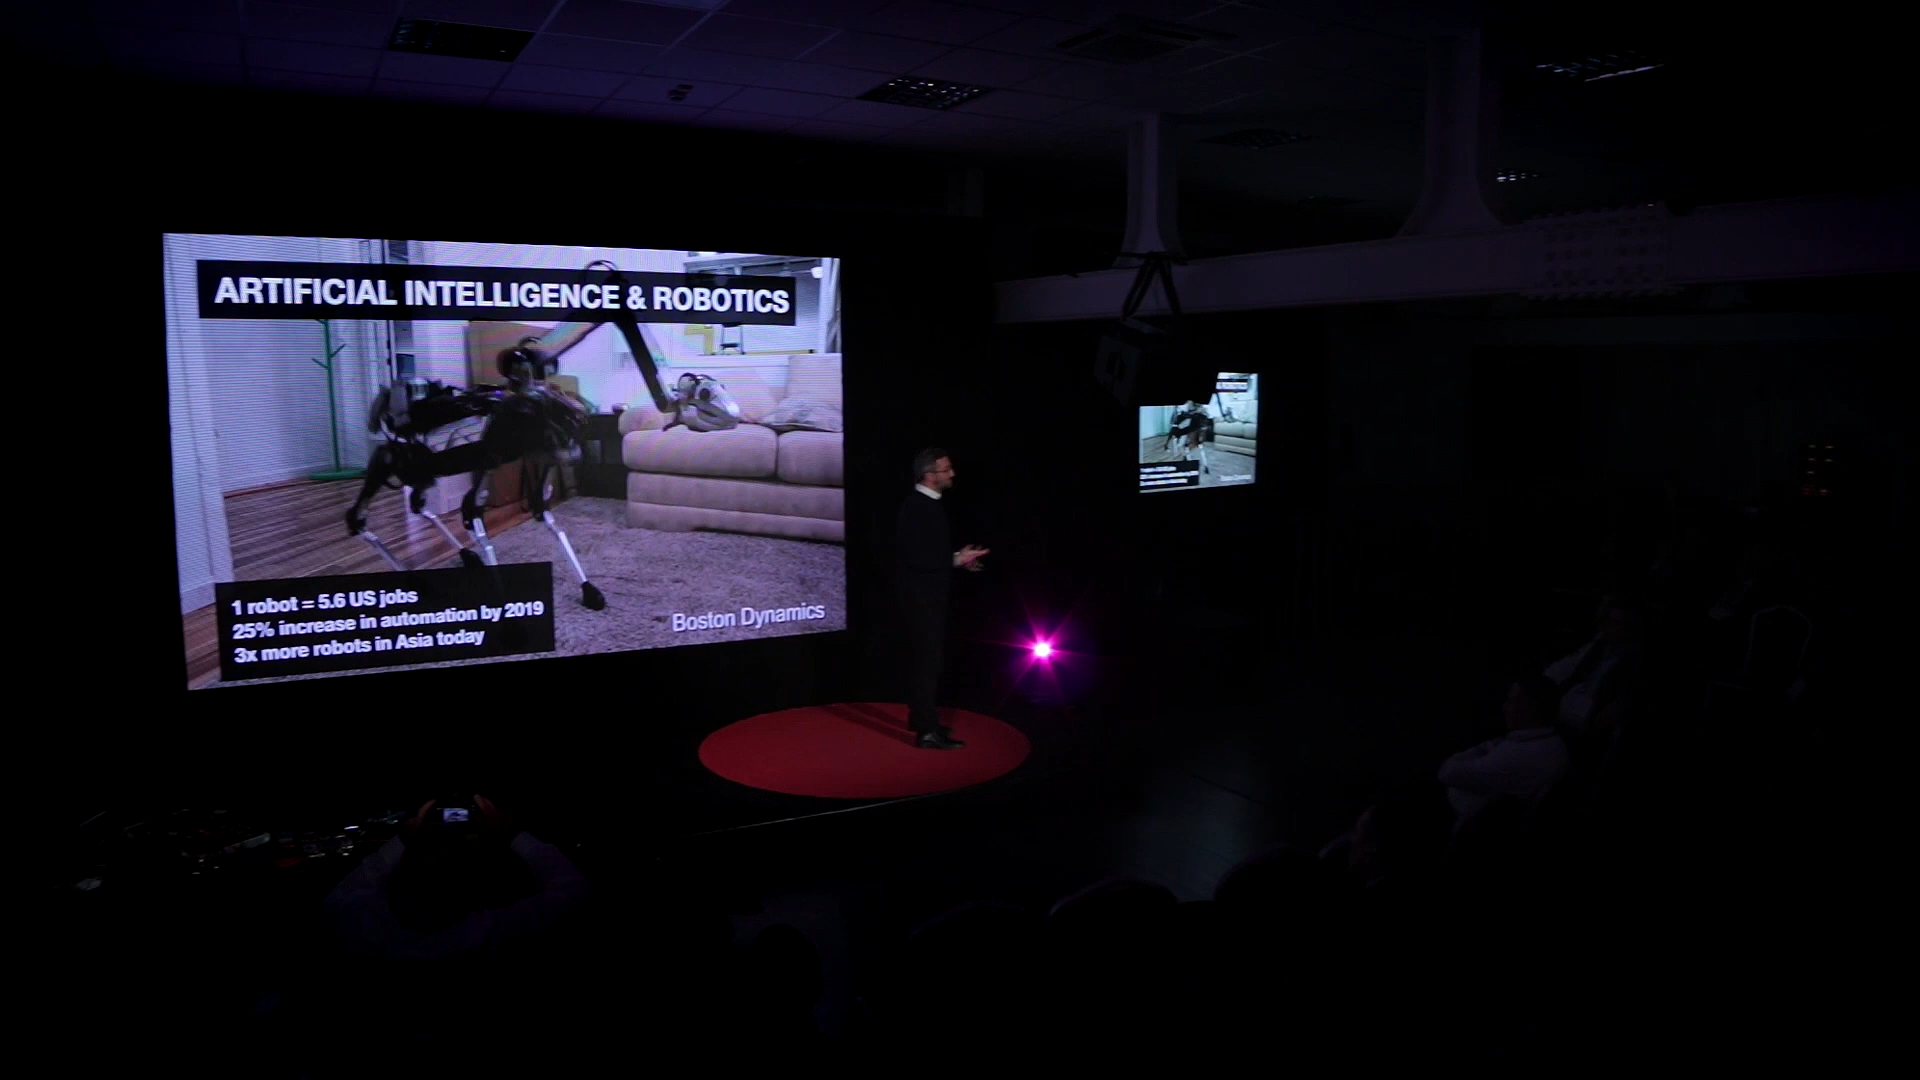 ARTIFICIAL INTELLIGENCE & ROBOTICS
1 robot = 5.6 US jobs
25% increase in automation by 2019
3x more robots in Asia today
Boston Dynamics